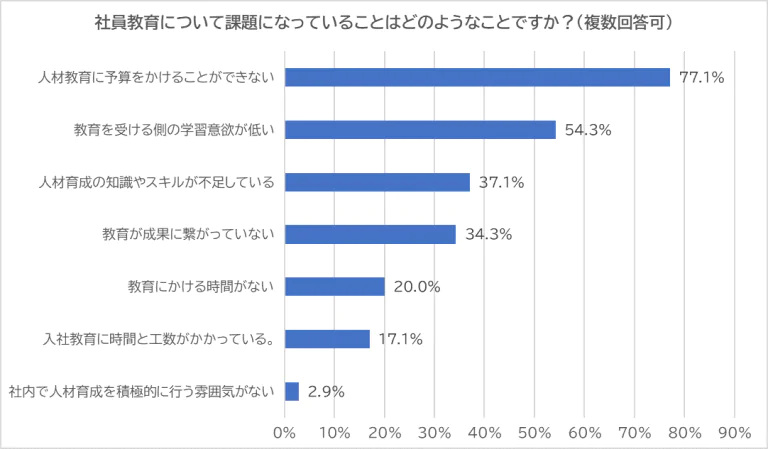 社員教育について課題になっていることはどのようなことですか？（複数回答可）
人材教育に予算をかけることができない 77.1%
教育を受ける側の学習意欲が低い 54.3%
人材育成の知識やスキルが不足している 37.1%
教育が成果に繋がっていない 34.3%
教育にかける時間がない 20.0%
入社教育に時間と工数がかかっている。 17.1%
社内で人材育成を積極的に行う雰囲気がない 2.9%
0% 10% 20% 30% 40% 50% 60% 70% 80% 90%